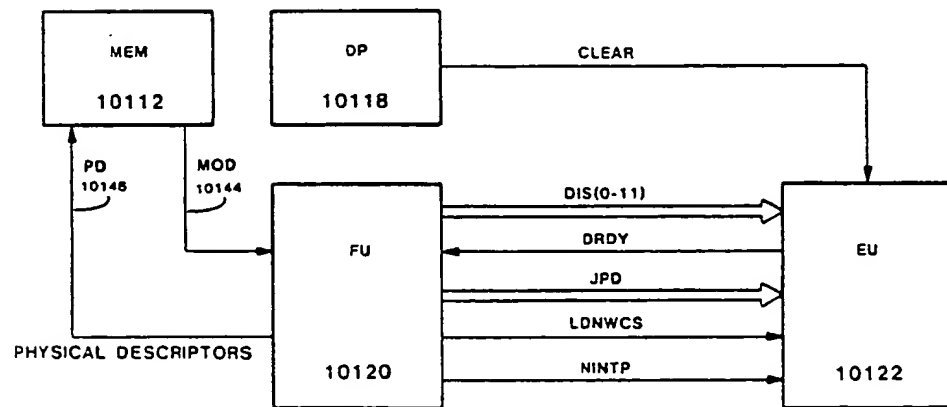 MEM
10112
DP
10118
CLEAR
PD
10146
MOD
10144
FU
10120
DIS(0-11)
DRDY
JPD
LDNWCS
NINTP
EU
10122
PHYSICAL DESCRIPTORS